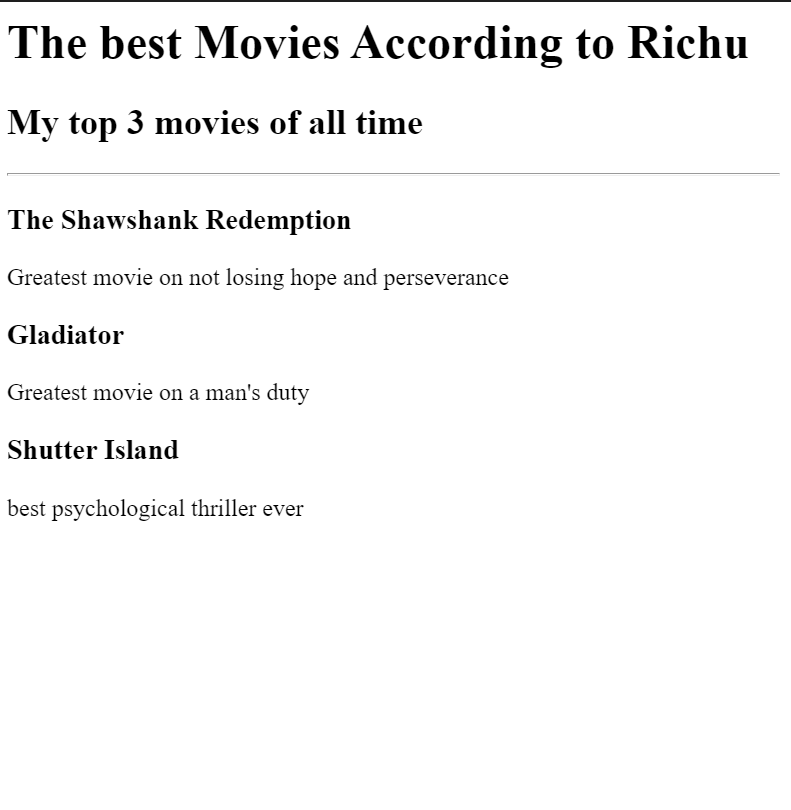 The best Movies According to Richu
My top 3 movies of all time
The Shawshank Redemption
Greatest movie on not losing hope and perseverance
Gladiator
Greatest movie on a man's duty
Shutter Island
best psychological thriller ever